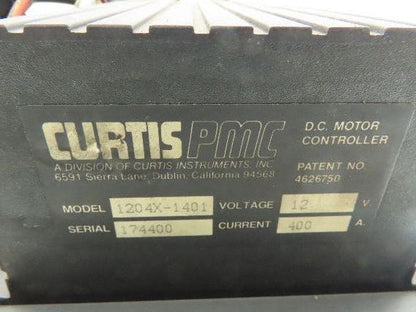 CURTIS PMC
D.C. MOTOR
CONTROLLER
A DIVISION OF CURTIS INSTRUMENTS, INC.
6591 Sierra Lane, Dublin, California 94568
PATENT NO.
4626750
MODEL 1204X-1401 VOLTAGE 12 V.
SERIAL 174400 CURRENT 400 A.